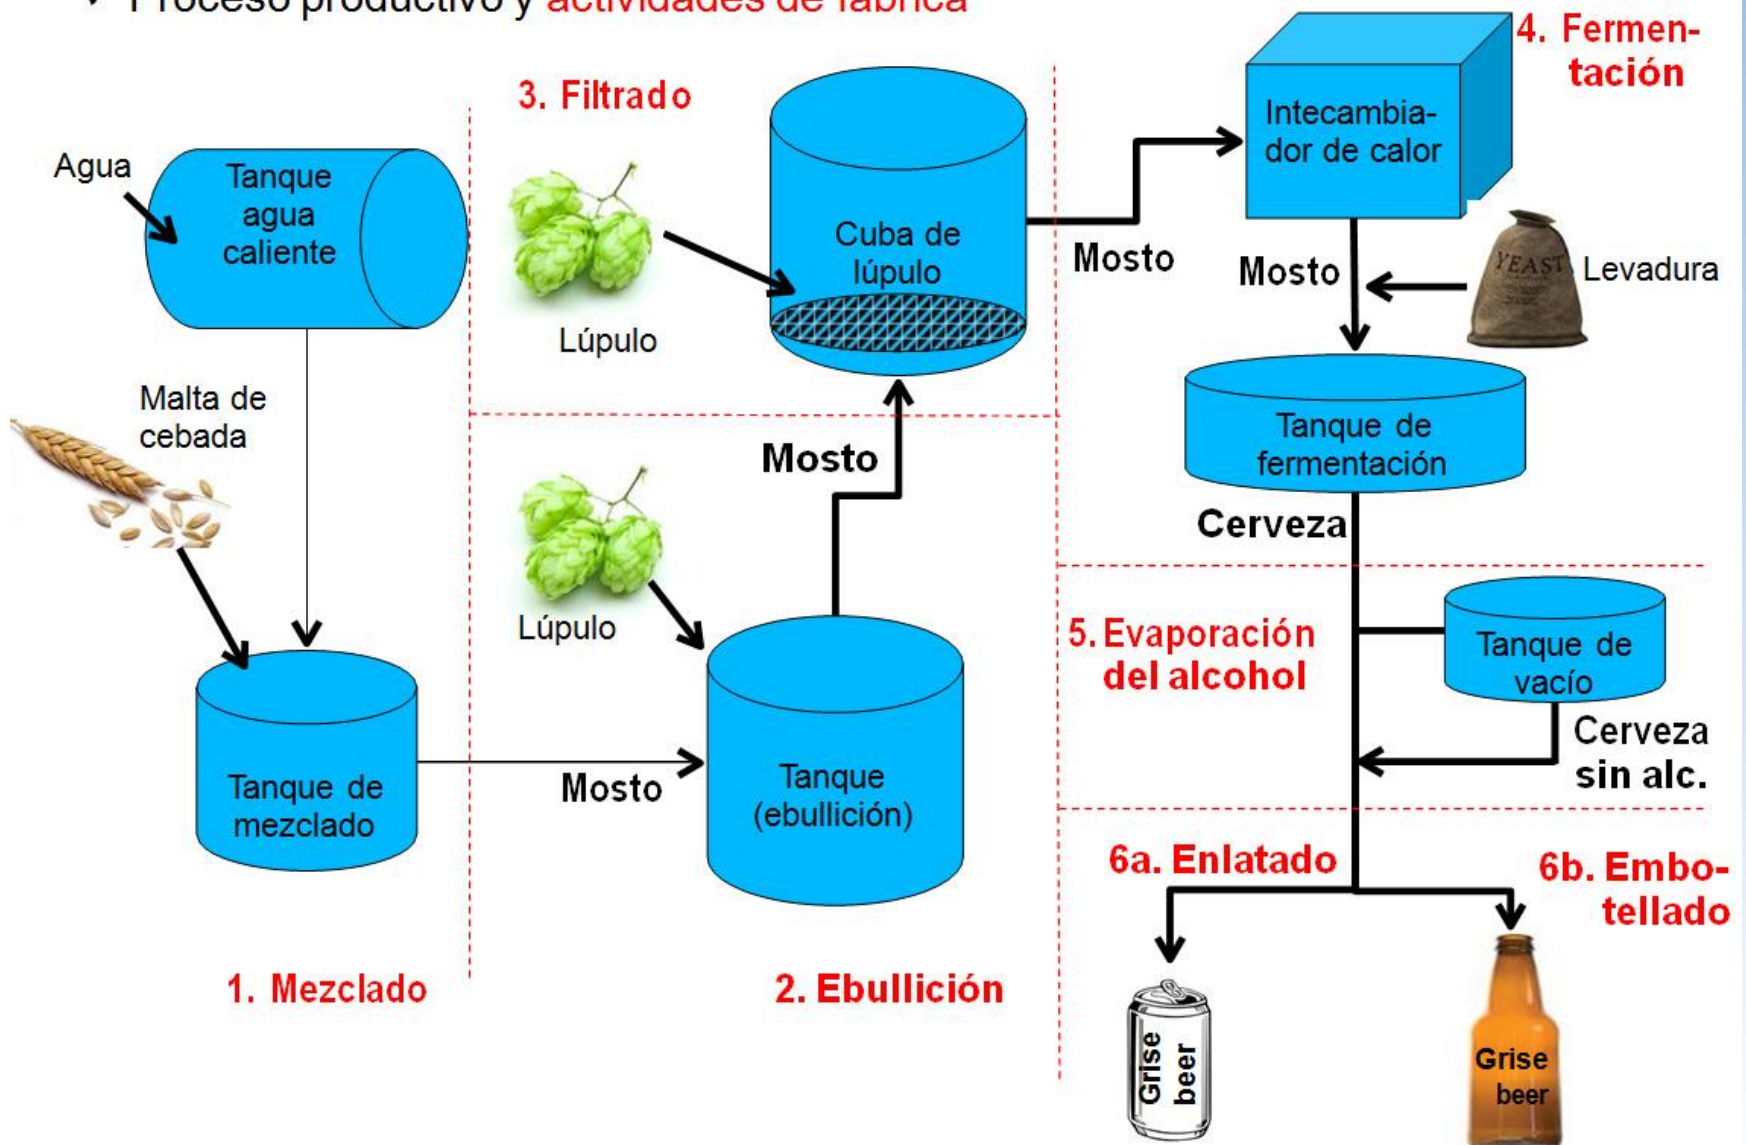 ✓ Proceso productivo y actividades de fábrica
Agua
Tanque
agua
caliente
Malta de
cebada
Tanque de
mezclado
1. Mezclado
Mosto
Lúpulo
Tanque
(ebullición)
2. Ebullición
Mosto
3. Filtrado
Lúpulo
Cuba de
lúpulo
Mosto
4. Fermen-
tación
Intecambia-
dor de calor
Mosto
YEAST
Levadura
Tanque de
fermentación
Cerveza
5. Evaporación
del alcohol
Tanque de
vacío
Cerveza
sin alc.
6a. Enlatado
Grise
beer
6b. Embo-
tellado
Grise
beer